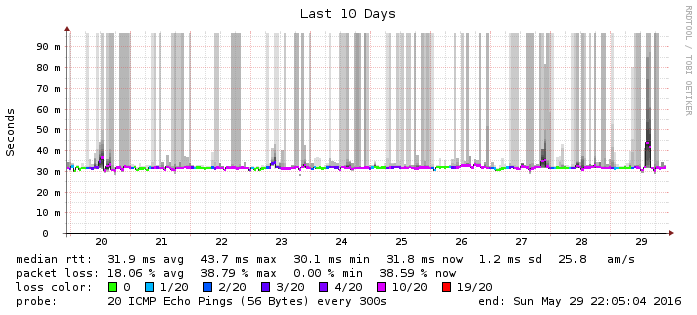 Last 10 Days
RRDTOOL / TOBI OETIKER
Seconds
90 m
80 m
70 m
60 m
50 m
40 m
30 m
20 m
10 m
0
20 21 22 23 24 25 26 27 28 29
median rtt: 31.9 ms avg 43.7 ms max 30.1 ms min 31.8 ms now 1.2 ms sd 25.8 am/s
packet loss: 18.06 % avg 38.79 % max 0.00 % min 38.59 % now
loss color: 0 1/20 2/20 3/20 4/20 10/20 19/20
probe: 20 ICMP Echo Pings (56 Bytes) every 300s end: Sun May 29 22:05:04 2016